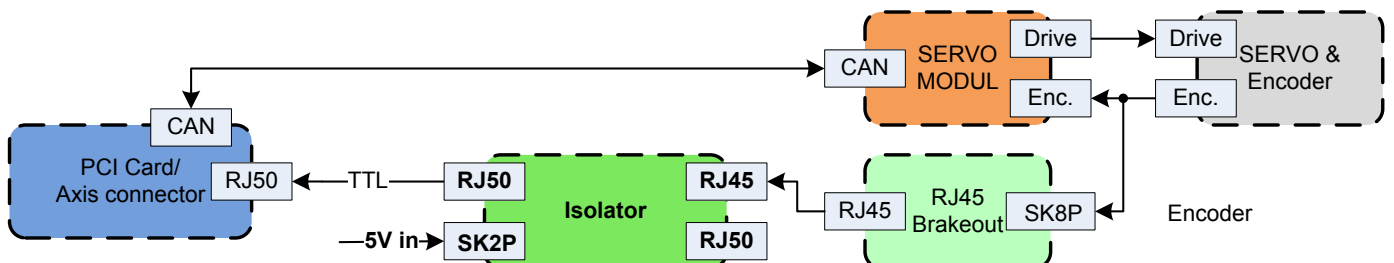 Drive
Drive
SERVO
MODUL
SERVO &
Encoder
CAN
Enc.
Enc.
CAN
PCI Card/
Axis connector
RJ50
TTL
RJ50
RJ45
Isolator
5V in
SK2P
RJ50
RJ45
RJ45
Brakeout
SK8P
Encoder